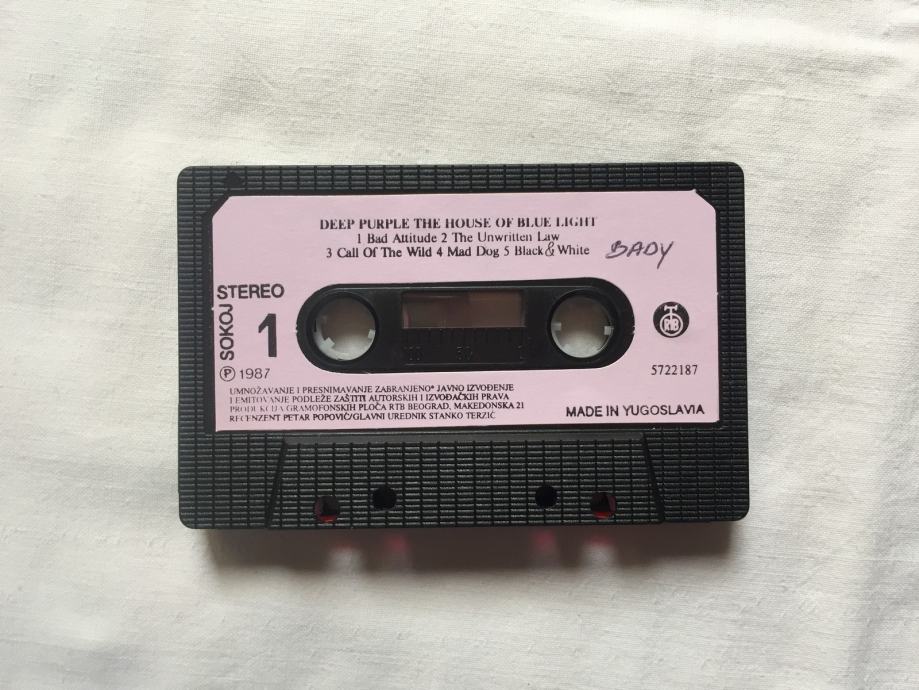 DEEP PURPLE THE HOUSE OF BLUE LIGHT
1 Bad Attitude 2 The Unwritten Law
3 Call Of The Wild 4 Mad Dog 5 Black & White
BADY
STEREO
SOKOJ
1
RTB
℗ 1987
5722187
UMNOŽAVANJE I PRESNIMAVANJE ZABRANJENO* JAVNO IZVOĐENJE
I EMITOVANJE PODLEŽE ZAŠTITI AUTORSKIH I IZVOĐAČKIH PRAVA
PRODUKCIJA GRAMOFONSKIH PLOČA RTB BEOGRAD, MAKEDONSKA 21
RECENZENT PETAR POPOVIĆ/GLAVNI UREDNIK STANKO TERZIĆ
MADE IN YUGOSLAVIA